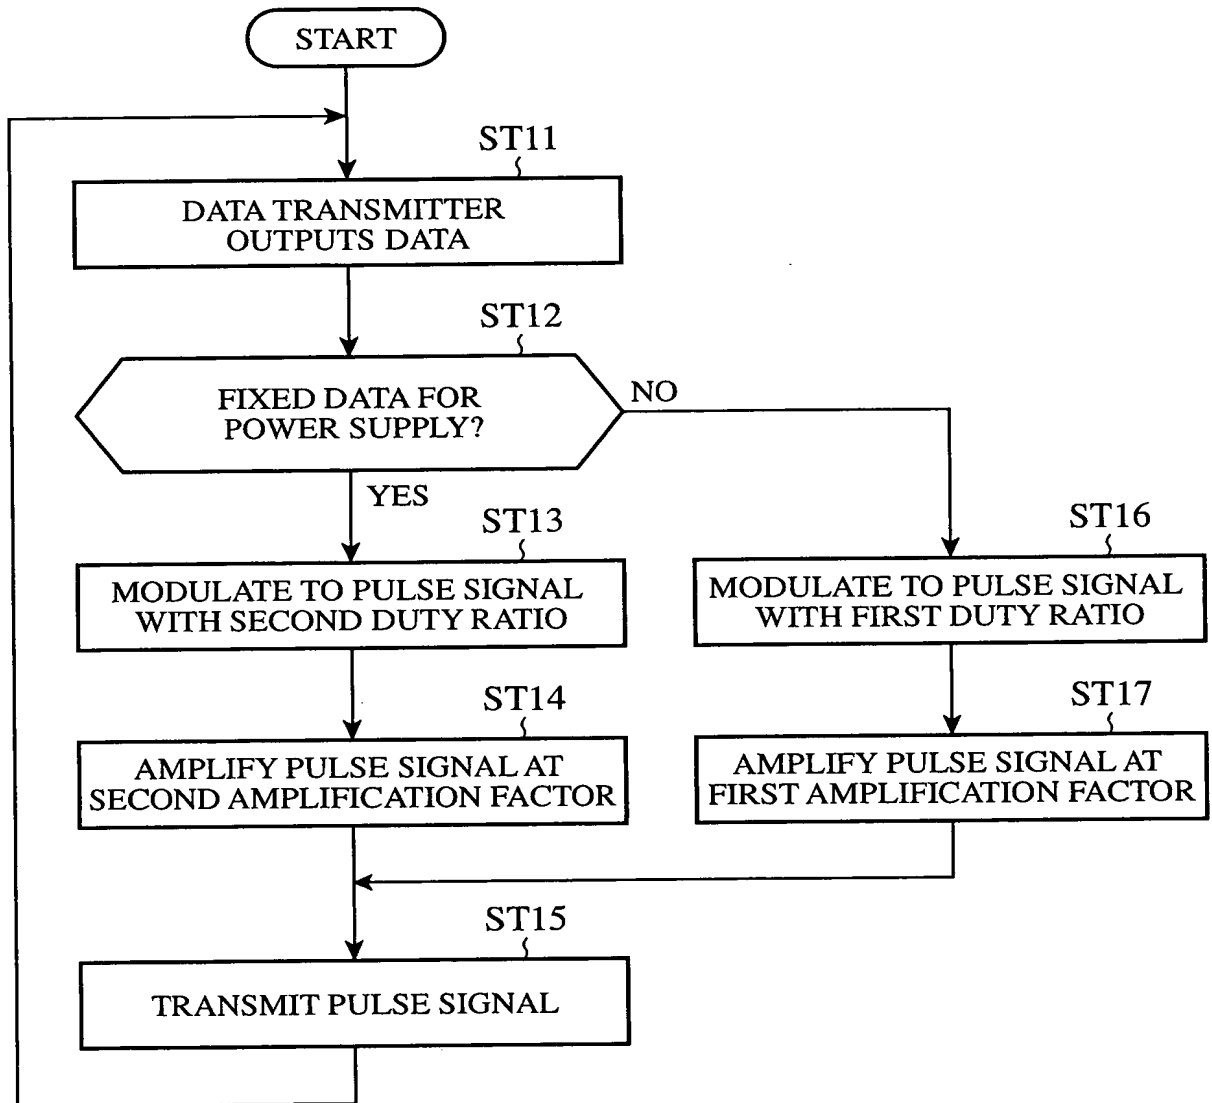 START
ST11
DATA TRANSMITTER
OUTPUTS DATA
ST12
FIXED DATA FOR
POWER SUPPLY?
NO
YES
ST13
MODULATE TO PULSE SIGNAL
WITH SECOND DUTY RATIO
ST16
MODULATE TO PULSE SIGNAL
WITH FIRST DUTY RATIO
ST14
AMPLIFY PULSE SIGNAL AT
SECOND AMPLIFICATION FACTOR
ST17
AMPLIFY PULSE SIGNAL AT
FIRST AMPLIFICATION FACTOR
ST15
TRANSMIT PULSE SIGNAL